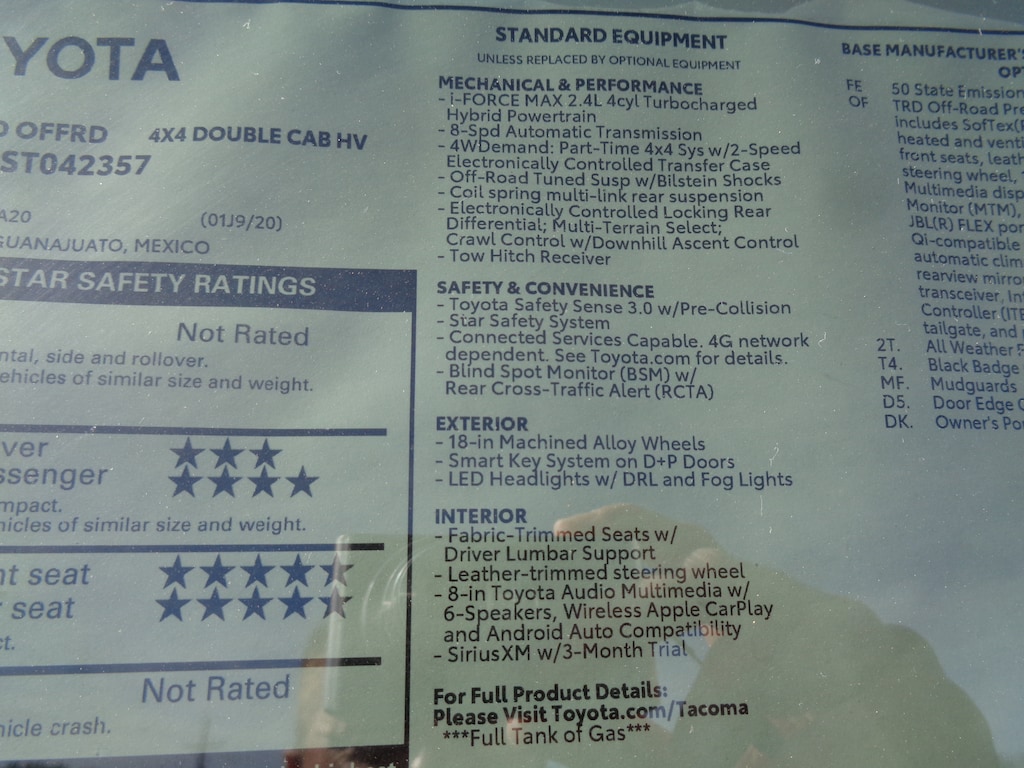 YOTA
OFFRD 4X4 DOUBLE CAB HV
ST042357
A20 (01J9/20)
GUANAJUATO, MEXICO
STAR SAFETY RATINGS
Not Rated
ntal, side and rollover.
ehicles of similar size and weight.
ver ★★★
ssenger ★★★★
mpact.
hicles of similar size and weight.
nt seat ★★★★★
r seat ★★★★★
ct.
Not Rated
hicle crash.
STANDARD EQUIPMENT
UNLESS REPLACED BY OPTIONAL EQUIPMENT
MECHANICAL & PERFORMANCE
- i-FORCE MAX 2.4L 4cyl Turbocharged
Hybrid Powertrain
- 8-Spd Automatic Transmission
- 4WDemand: Part-Time 4x4 Sys w/2-Speed
Electronically Controlled Transfer Case
- Off-Road Tuned Susp w/Bilstein Shocks
- Coil spring multi-link rear suspension
- Electronically Controlled Locking Rear
Differential; Multi-Terrain Select;
Crawl Control w/Downhill Ascent Control
- Tow Hitch Receiver
SAFETY & CONVENIENCE
- Toyota Safety Sense 3.0 w/Pre-Collision
- Star Safety System
- Connected Services Capable. 4G network
dependent. See Toyota.com for details.
- Blind Spot Monitor (BSM) w/
Rear Cross-Traffic Alert (RCTA)
EXTERIOR
- 18-in Machined Alloy Wheels
- Smart Key System on D+P Doors
- LED Headlights w/ DRL and Fog Lights
INTERIOR
- Fabric-Trimmed Seats w/
Driver Lumbar Support
- Leather-trimmed steering wheel
- 8-in Toyota Audio Multimedia w/
6-Speakers, Wireless Apple CarPlay
and Android Auto Compatibility
- SiriusXM w/3-Month Trial
For Full Product Details:
Please Visit Toyota.com/Tacoma
***Full Tank of Gas***
BASE MANUFACTURER'S
OPT
FE 50 State Emission
OF TRD Off-Road Pre
Includes SofTex(R
heated and venti
front seats, leath
steering wheel, 
Multimedia disp
Monitor (MTM),
JBL(R) FLEX por
Qi-compatible
automatic clim
rearview mirro
transceiver, Int
Controller (ITB
tailgate, and
2T. All Weather
T4. Black Badge
MF. Mudguards
D5. Door Edge
DK. Owner's Po